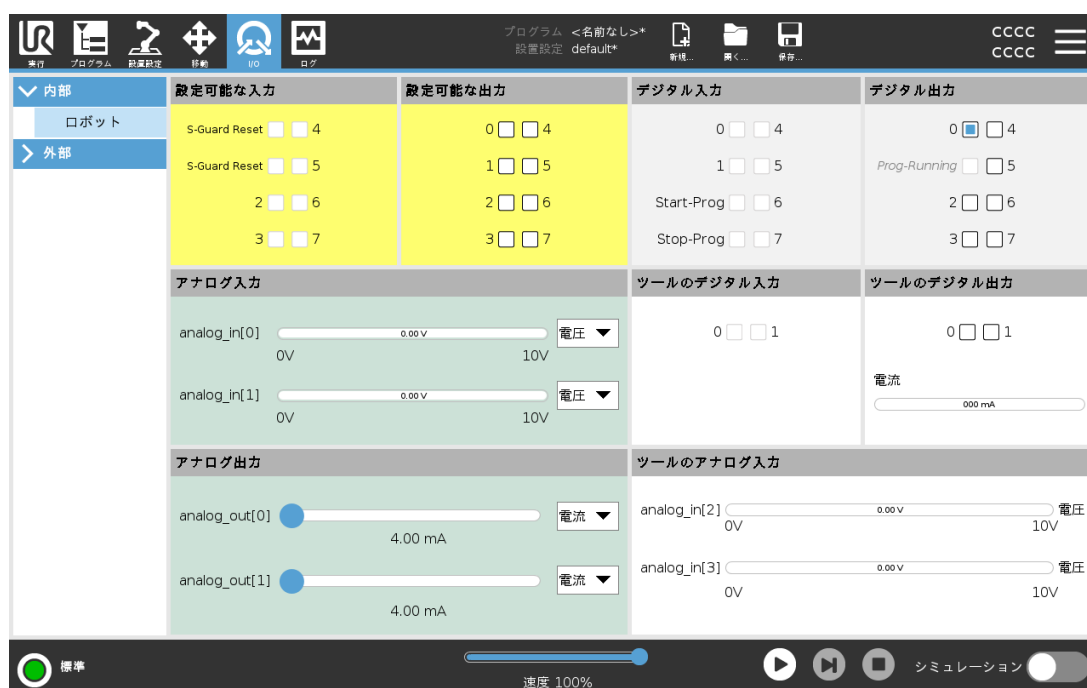 UR
プログラム <名前なし>*
設置設定 default*
cccc
cccc
実行 プログラム 設置設定 移動 I/O ログ 新規... 開く... 保存...
内部
ロボット
外部
設定可能な入力
S-Guard Reset 4
S-Guard Reset 5
2 6
3 7
設定可能な出力
0 4
1 5
2 6
3 7
デジタル入力
0 4
1 5
Start-Prog 6
Stop-Prog 7
デジタル出力
0 4
Prog-Running 5
2 6
3 7
アナログ入力
analog_in[0] 0.00 V 電圧
0V 10V
analog_in[1] 0.00 V 電圧
0V 10V
ツールのデジタル入力
0 1
ツールのデジタル出力
0 1
電流
000 mA
アナログ出力
analog_out[0] 電流
4.00 mA
analog_out[1] 電流
4.00 mA
ツールのアナログ入力
analog_in[2] 0.00 V 電圧
0V 10V
analog_in[3] 0.00 V 電圧
0V 10V
標準
速度 100%
シミュレーション